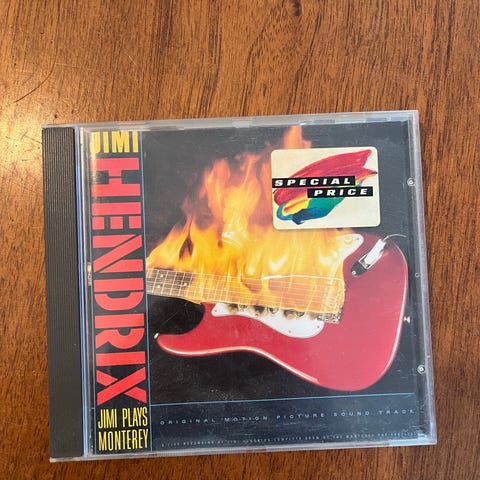 JIMI
HENDRIX
JIMI PLAYS
MONTEREY
SPECIAL
PRICE
ORIGINAL MOTION PICTURE SOUND TRACK